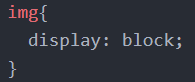 img{
  display: block;
}